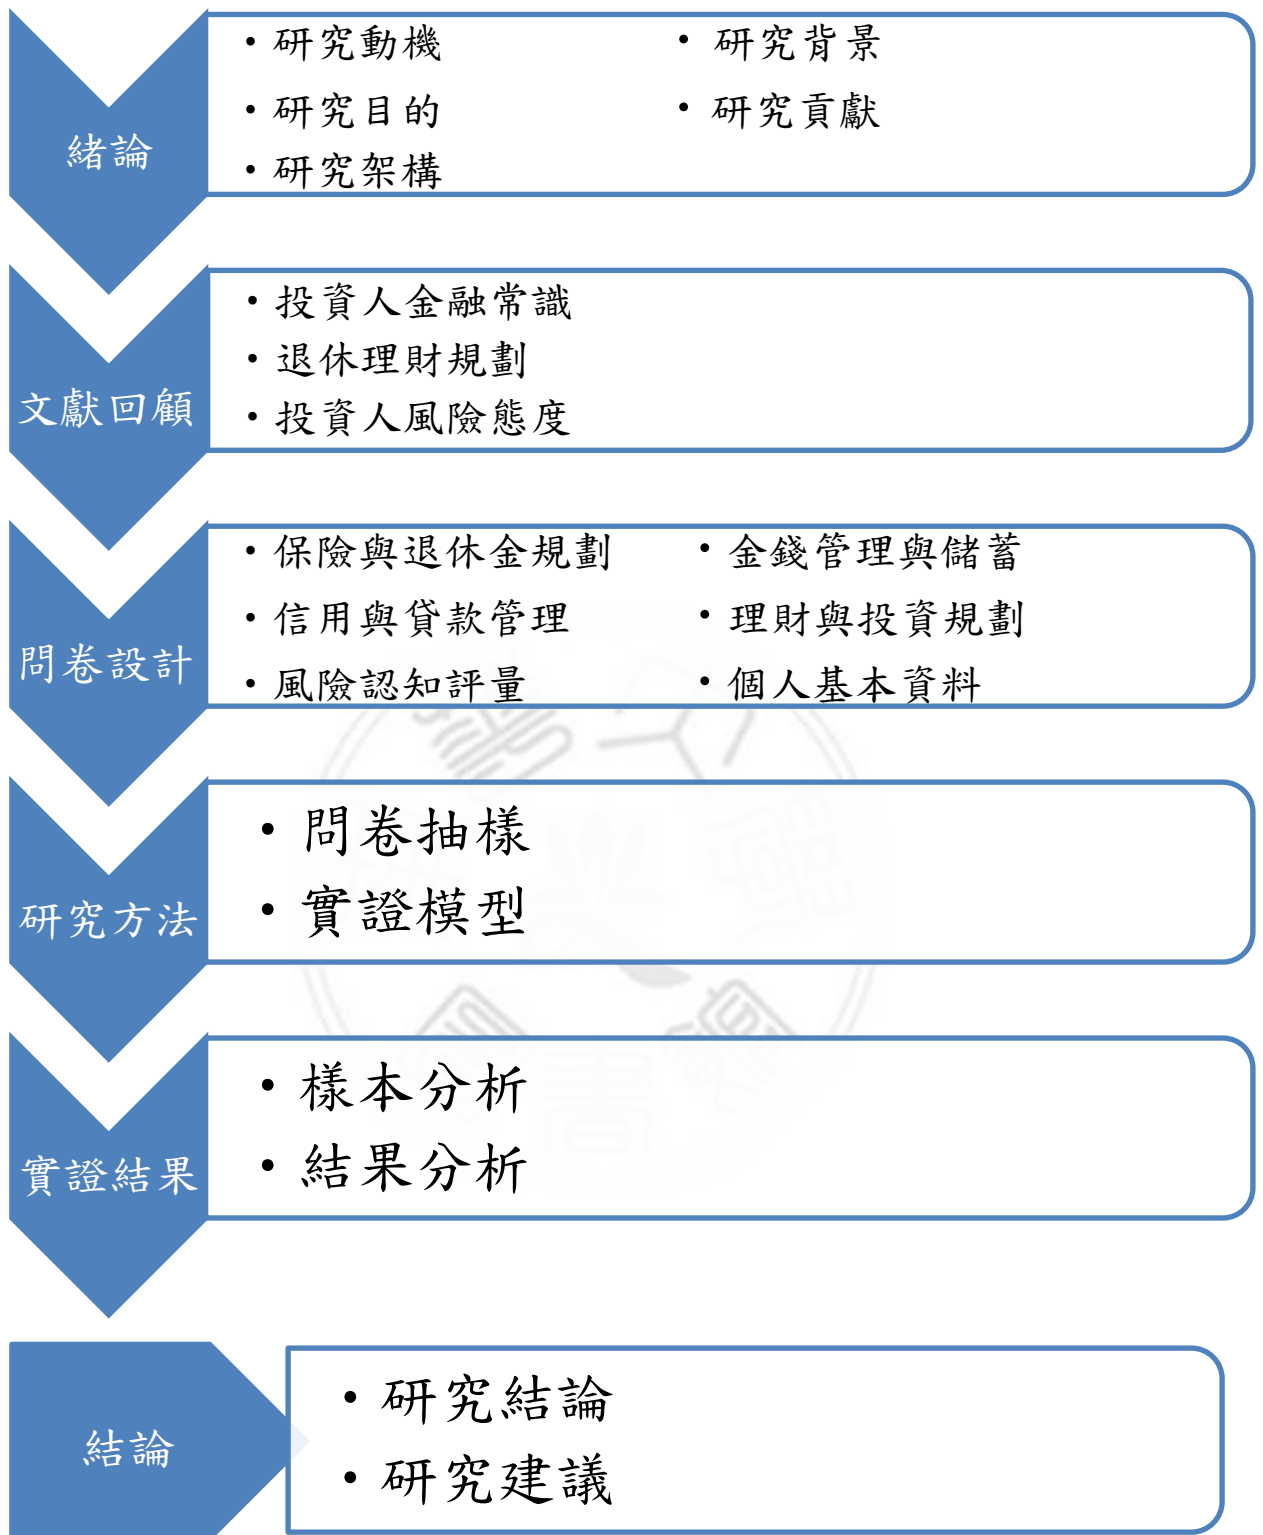 緒論
• 研究動機
• 研究背景
• 研究目的
• 研究貢獻
• 研究架構
文獻回顧
• 投資人金融常識
• 退休理財規劃
• 投資人風險態度
問卷設計
• 保險與退休金規劃
• 金錢管理與儲蓄
• 信用與貸款管理
• 理財與投資規劃
• 風險認知評量
• 個人基本資料
研究方法
• 問卷抽樣
• 實證模型
實證結果
• 樣本分析
• 結果分析
結論
• 研究結論
• 研究建議